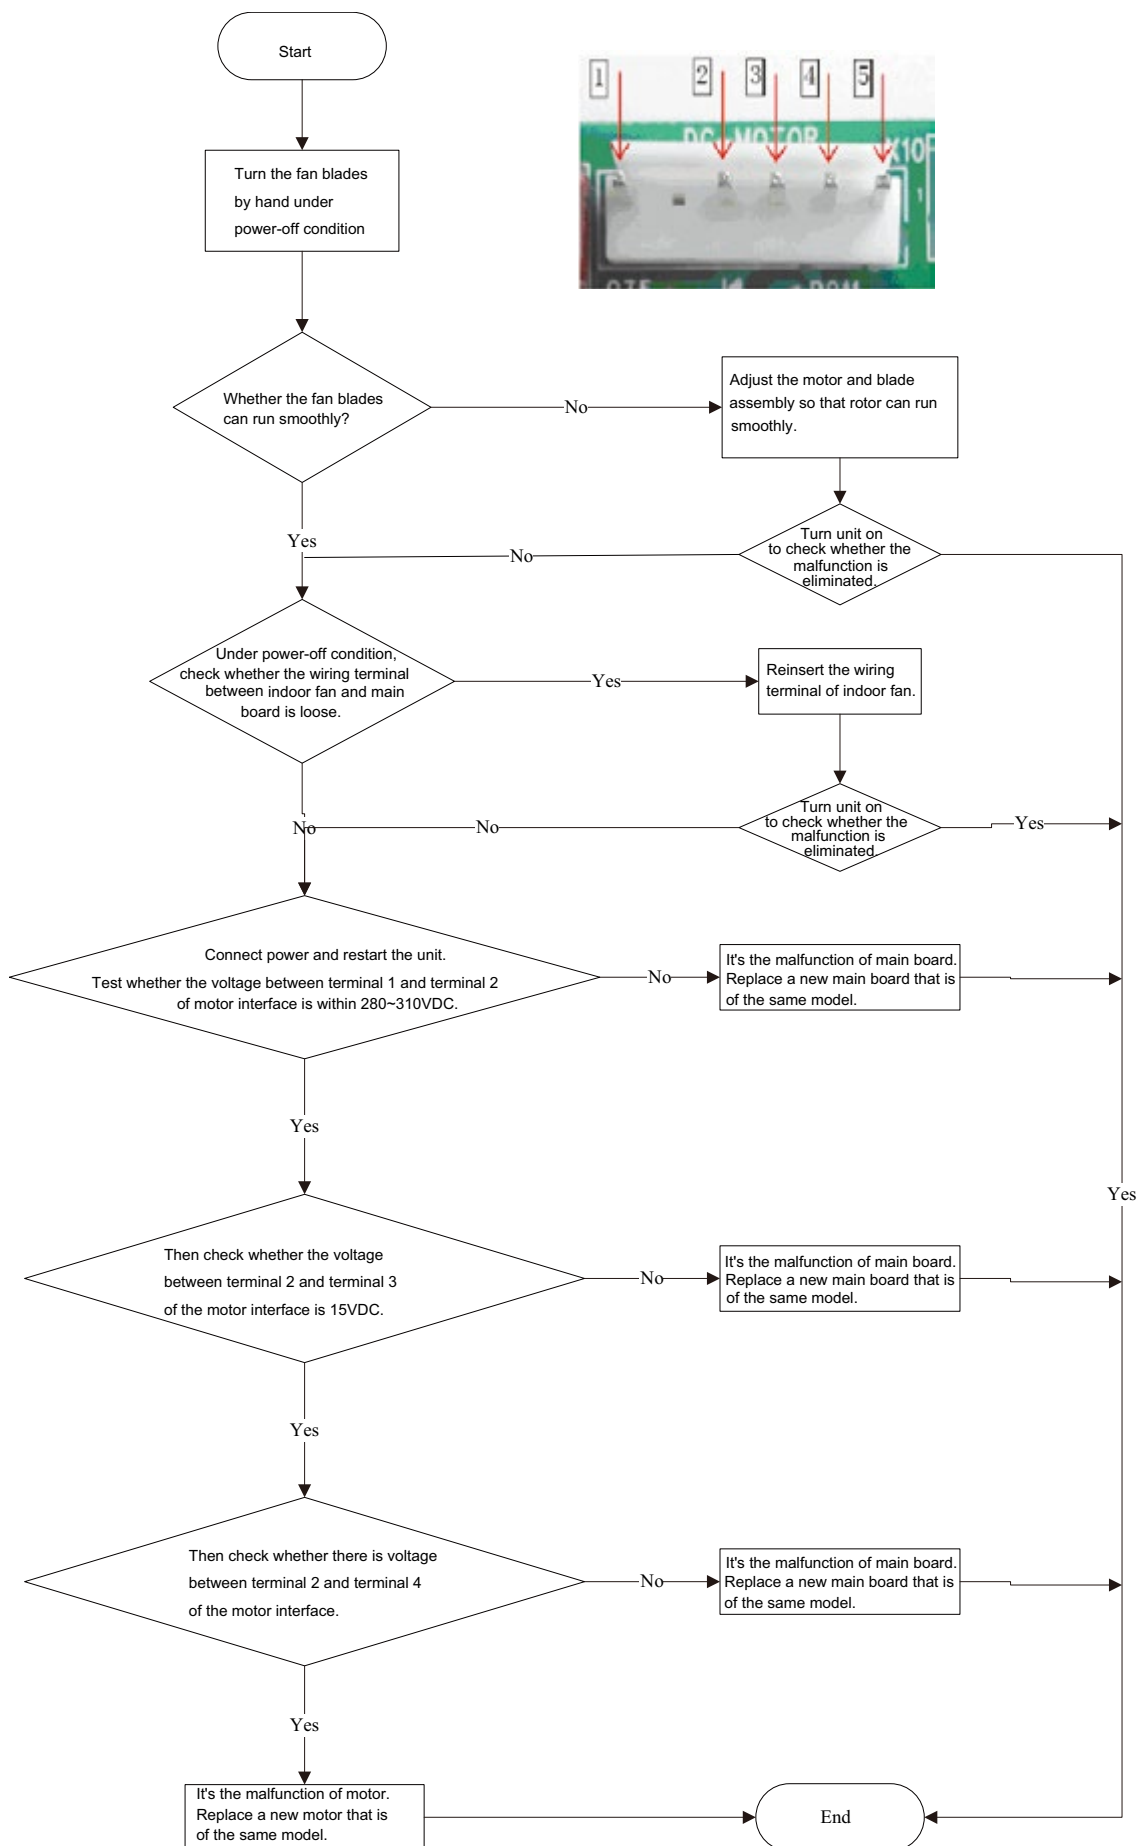 Start
1
2
3
4
5
DC-MOTOR
1
Turn the fan blades
by hand under
power-off condition
Whether the fan blades
can run smoothly?
No
Adjust the motor and blade
assembly so that rotor can run
smoothly.
Yes
No
Turn unit on
to check whether the
malfunction is
eliminated.
Under power-off condition,
check whether the wiring terminal
between indoor fan and main
board is loose.
Yes
Reinsert the wiring
terminal of indoor fan.
No
No
Turn unit on
to check whether the
malfunction is
eliminated.
Yes
Connect power and restart the unit.
Test whether the voltage between terminal 1 and terminal 2
of motor interface is within 280~310VDC.
No
It's the malfunction of main board.
Replace a new main board that is
of the same model.
Yes
Yes
Then check whether the voltage
between terminal 2 and terminal 3
of the motor interface is 15VDC.
No
It's the malfunction of main board.
Replace a new main board that is
of the same model.
Yes
Then check whether there is voltage
between terminal 2 and terminal 4
of the motor interface.
No
It's the malfunction of main board.
Replace a new main board that is
of the same model.
Yes
It's the malfunction of motor.
Replace a new motor that is
of the same model.
End